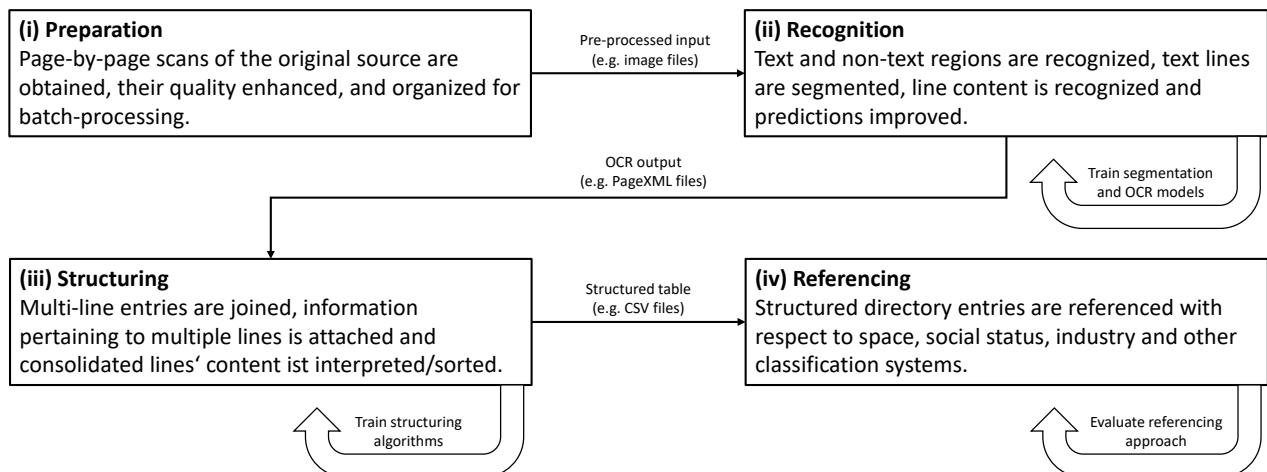 (i) Preparation
Page-by-page scans of the original source are
obtained, their quality enhanced, and organized for
batch-processing.
Pre-processed input
(e.g. image files)
(ii) Recognition
Text and non-text regions are recognized, text lines
are segmented, line content is recognized and
predictions improved.
Train segmentation
and OCR models
OCR output
(e.g. PageXML files)
(iii) Structuring
Multi-line entries are joined, information
pertaining to multiple lines is attached and
consolidated lines‘ content ist interpreted/sorted.
Train structuring
algorithms
Structured table
(e.g. CSV files)
(iv) Referencing
Structured directory entries are referenced with
respect to space, social status, industry and other
classification systems.
Evaluate referencing
approach